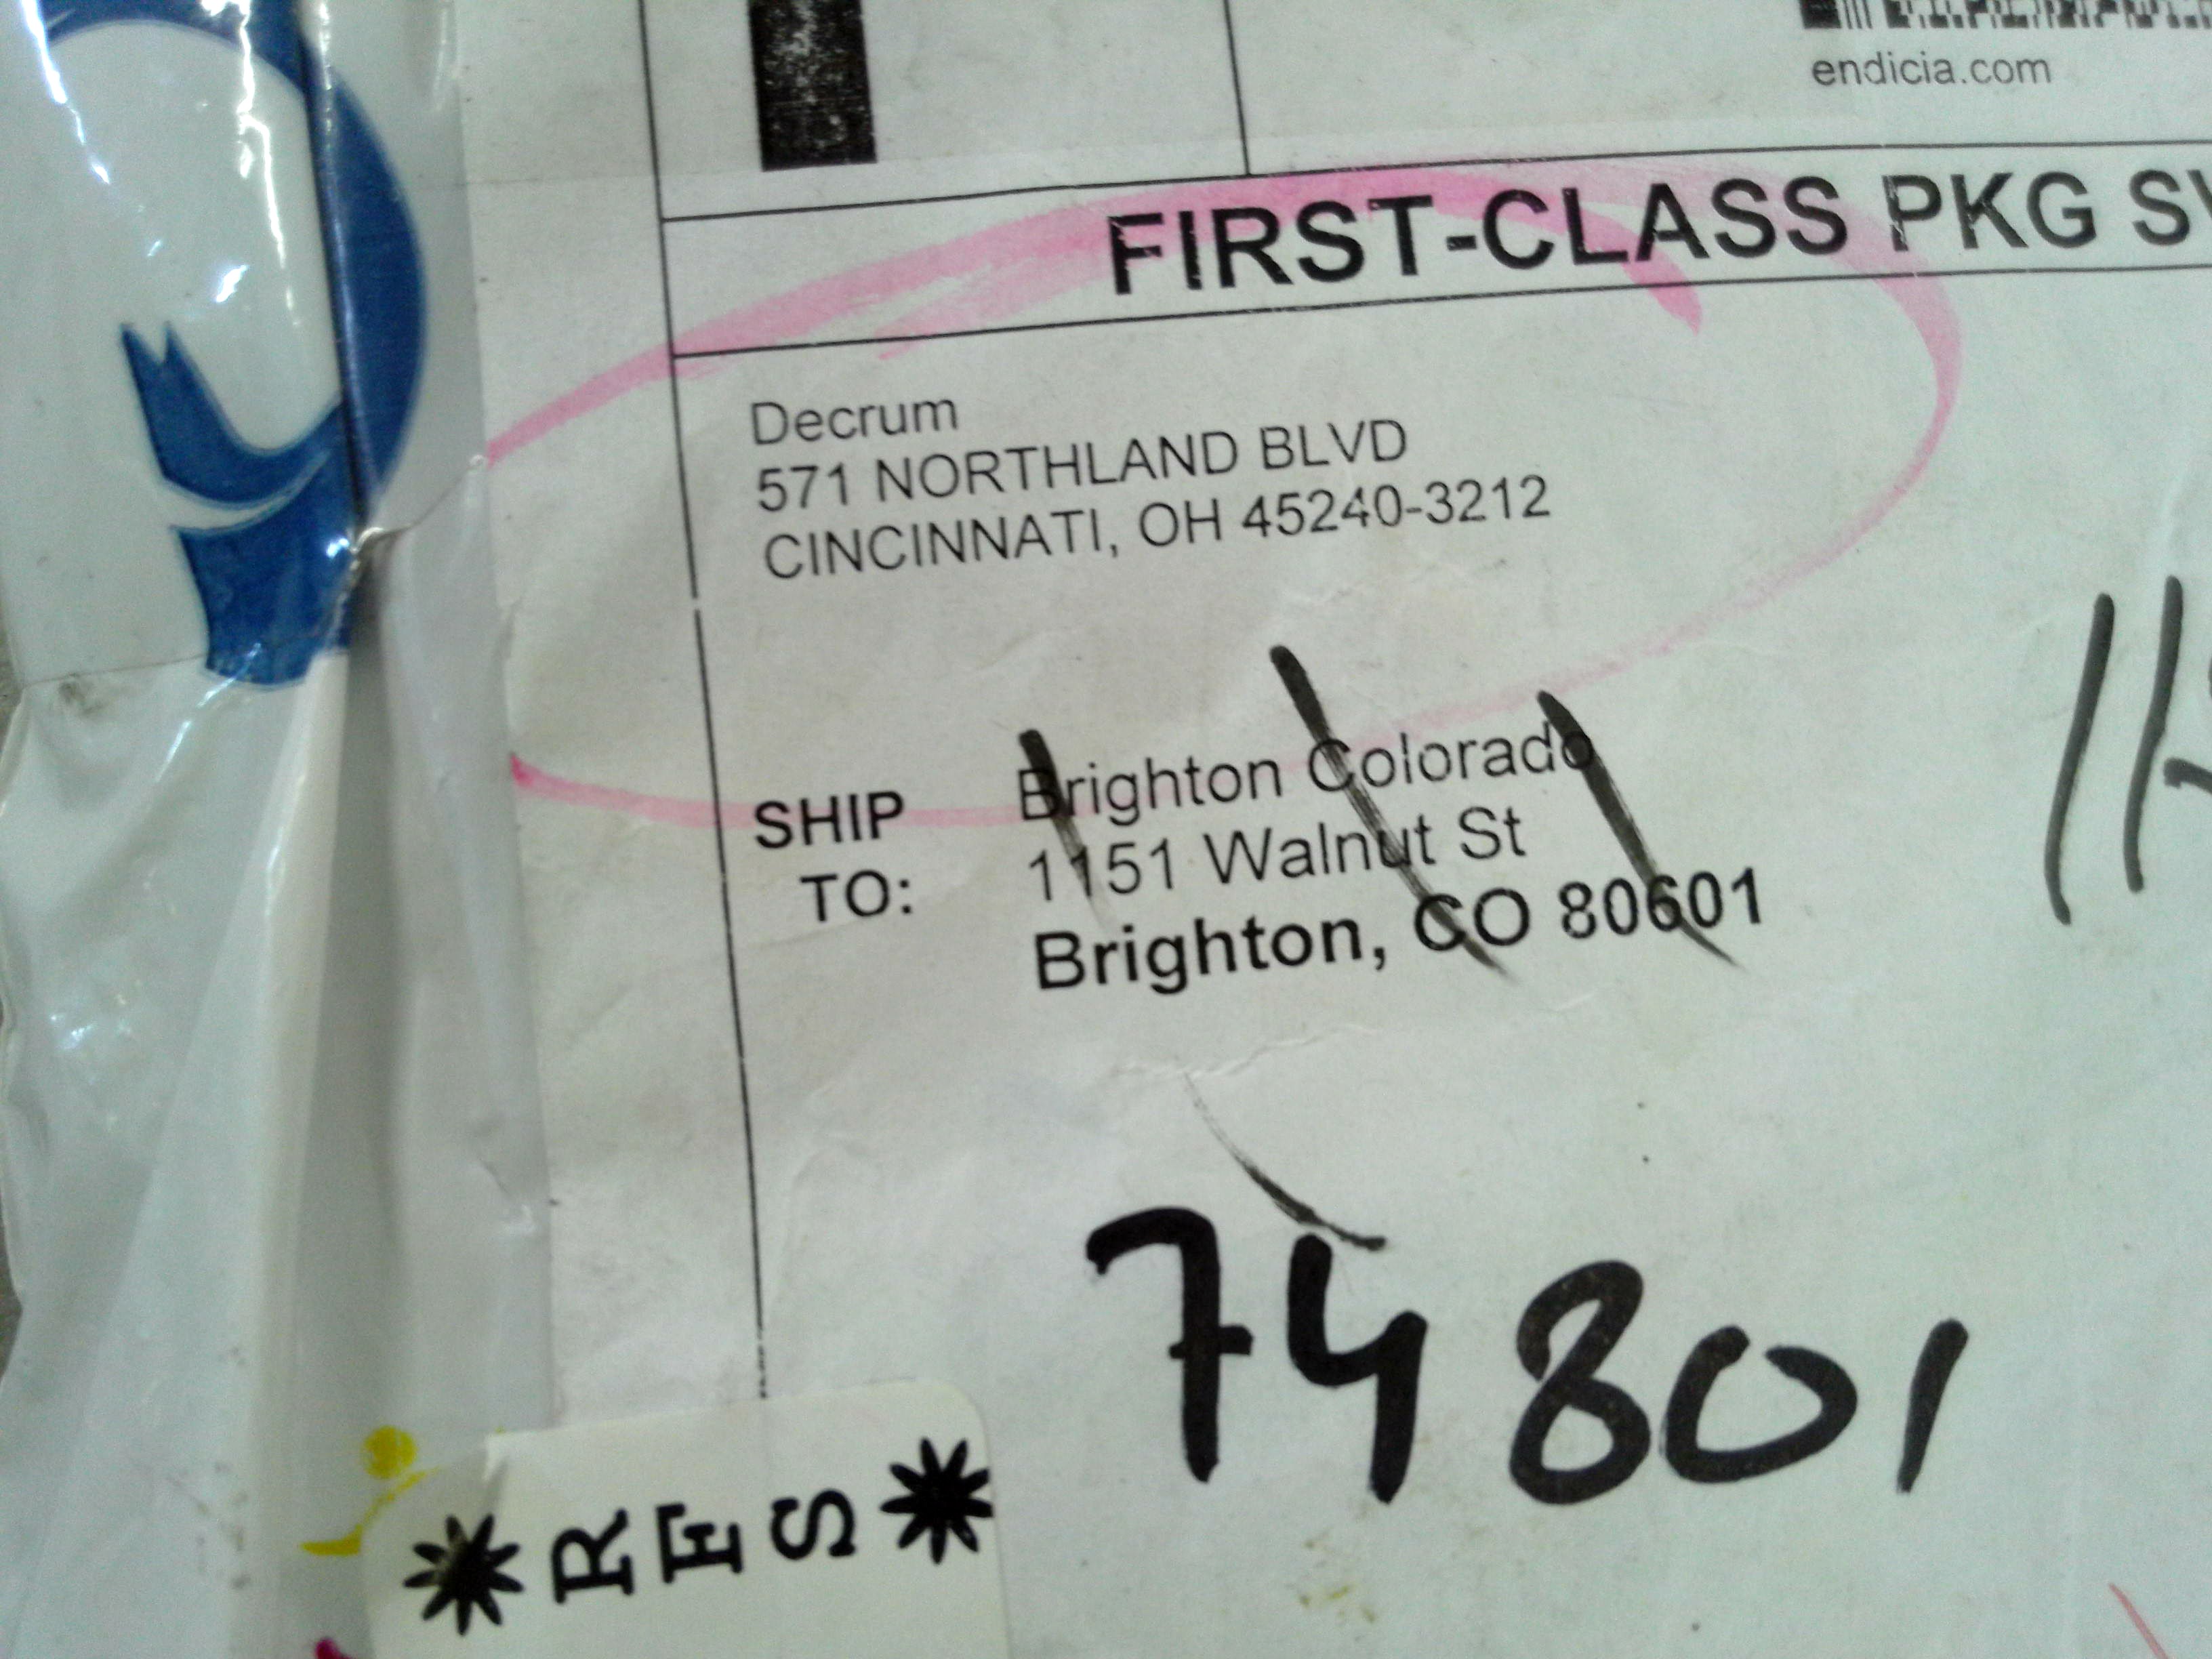 endicia.com
FIRST-CLASS PKG
Decrum
571 NORTHLAND BLVD
CINCINNATI, OH 45240-3212
SHIP TO:
Brighton Colorado
1151 Walnut St
Brighton, CO 80601
74801
*RES*